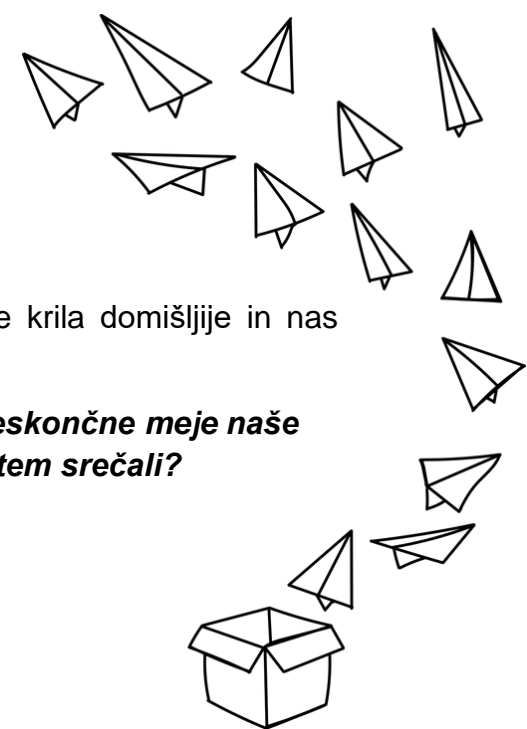 e krila domišljije in nas
eskončne meje naše
tem srečali?